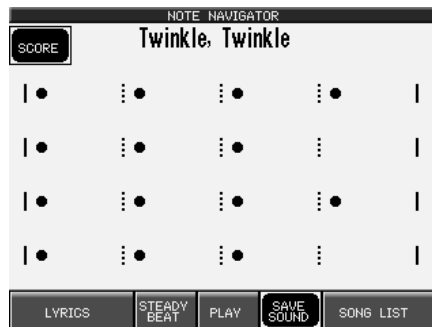 NOTE NAVIGATOR
SCORE
Twinkle, Twinkle
LYRICS
STEADY
BEAT
PLAY
SAVE
SOUND
SONG LIST